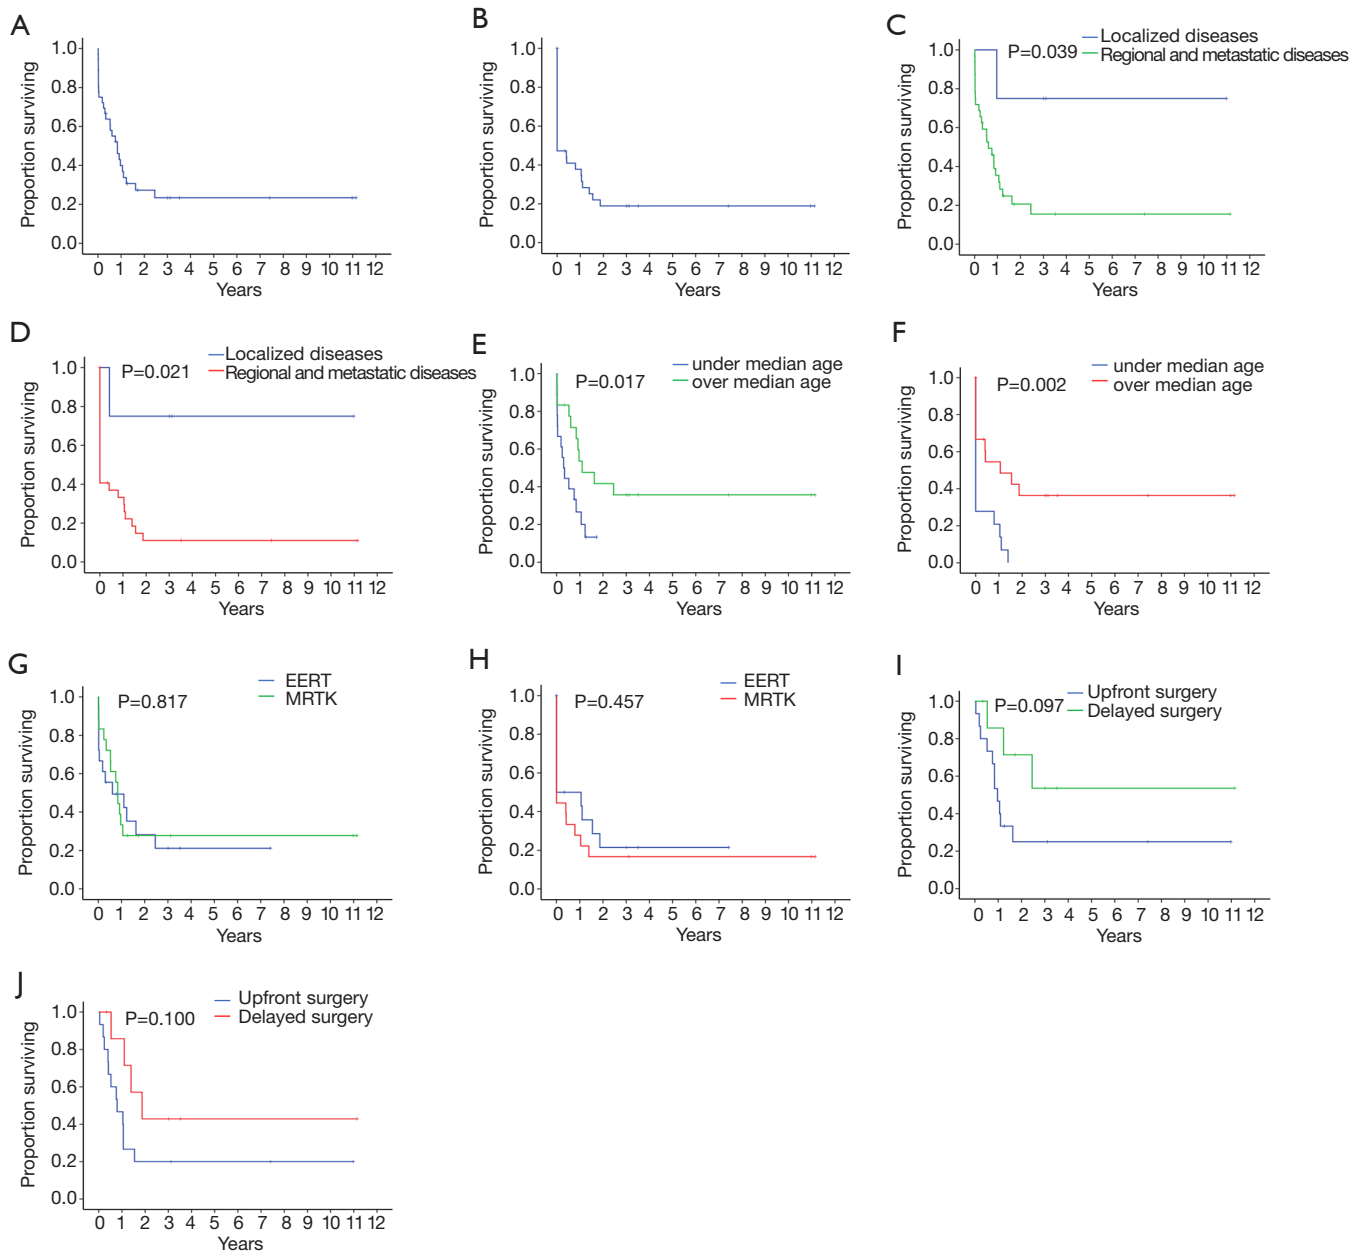 A
Proportion surviving
1.0
0.8
0.6
0.4
0.2
0.0
0 1 2 3 4 5 6 7 8 9 10 11 12
Years
B
Proportion surviving
1.0
0.8
0.6
0.4
0.2
0.0
0 1 2 3 4 5 6 7 8 9 10 11 12
Years
C
Proportion surviving
1.0
0.8
0.6
0.4
0.2
0.0
P=0.039
Localized diseases
Regional and metastatic diseases
0 1 2 3 4 5 6 7 8 9 10 11 12
Years
D
Proportion surviving
1.0
0.8
0.6
0.4
0.2
0.0
P=0.021
Localized diseases
Regional and metastatic diseases
0 1 2 3 4 5 6 7 8 9 10 11 12
Years
E
Proportion surviving
1.0
0.8
0.6
0.4
0.2
0.0
P=0.017
under median age
over median age
0 1 2 3 4 5 6 7 8 9 10 11 12
Years
F
Proportion surviving
1.0
0.8
0.6
0.4
0.2
0.0
P=0.002
under median age
over median age
0 1 2 3 4 5 6 7 8 9 10 11 12
Years
G
Proportion surviving
1.0
0.8
0.6
0.4
0.2
0.0
P=0.817
EERT
MRTK
0 1 2 3 4 5 6 7 8 9 10 11 12
Years
H
Proportion surviving
1.0
0.8
0.6
0.4
0.2
0.0
P=0.457
EERT
MRTK
0 1 2 3 4 5 6 7 8 9 10 11 12
Years
I
Proportion surviving
1.0
0.8
0.6
0.4
0.2
0.0
P=0.097
Upfront surgery
Delayed surgery
0 1 2 3 4 5 6 7 8 9 10 11 12
Years
J
Proportion surviving
1.0
0.8
0.6
0.4
0.2
0.0
P=0.100
Upfront surgery
Delayed surgery
0 1 2 3 4 5 6 7 8 9 10 11 12
Years